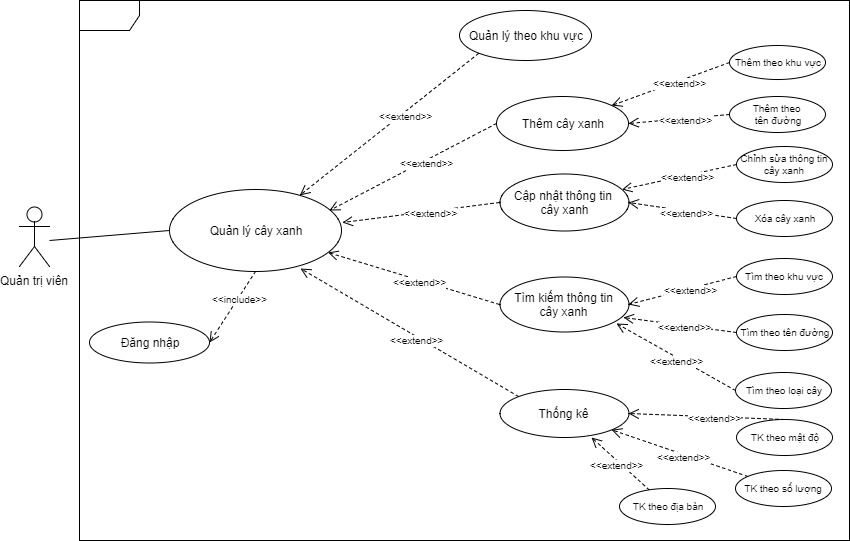 Quản lý theo khu vực
Thêm theo khu vực
<<extend>>
<<extend>>
Thêm theo
tên đường
Thêm cây xanh
<<extend>>
<<extend>>
Chỉnh sửa thông tin
cây xanh
<<extend>>
<<extend>>
Cập nhật thông tin
cây xanh
<<extend>>
<<extend>>
Xóa cây xanh
Quản lý cây xanh
Quản trị viên
Tìm theo khu vực
<<extend>>
<<extend>>
<<include>>
Tìm kiếm thông tin
cây xanh
<<extend>>
Tìm theo tên đường
Đăng nhập
<<extend>>
<<extend>>
Tìm theo loại cây
Thống kê
<<extend>>
TK theo mật độ
<<extend>>
<<extend>>
TK theo số lượng
TK theo địa bàn